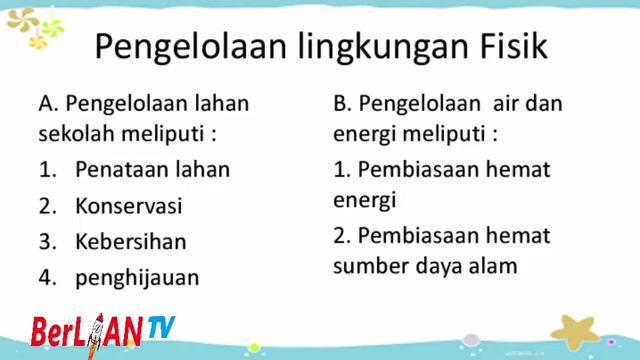 Pengelolaan lingkungan Fisik
A. Pengelolaan lahan
sekolah meliputi :
1. Penataan lahan
2. Konservasi
3. Kebersihan
4. penghijauan
B. Pengelolaan air dan
energi meliputi :
1. Pembiasaan hemat
energi
2. Pembiasaan hemat
sumber daya alam
BerLIAN TV